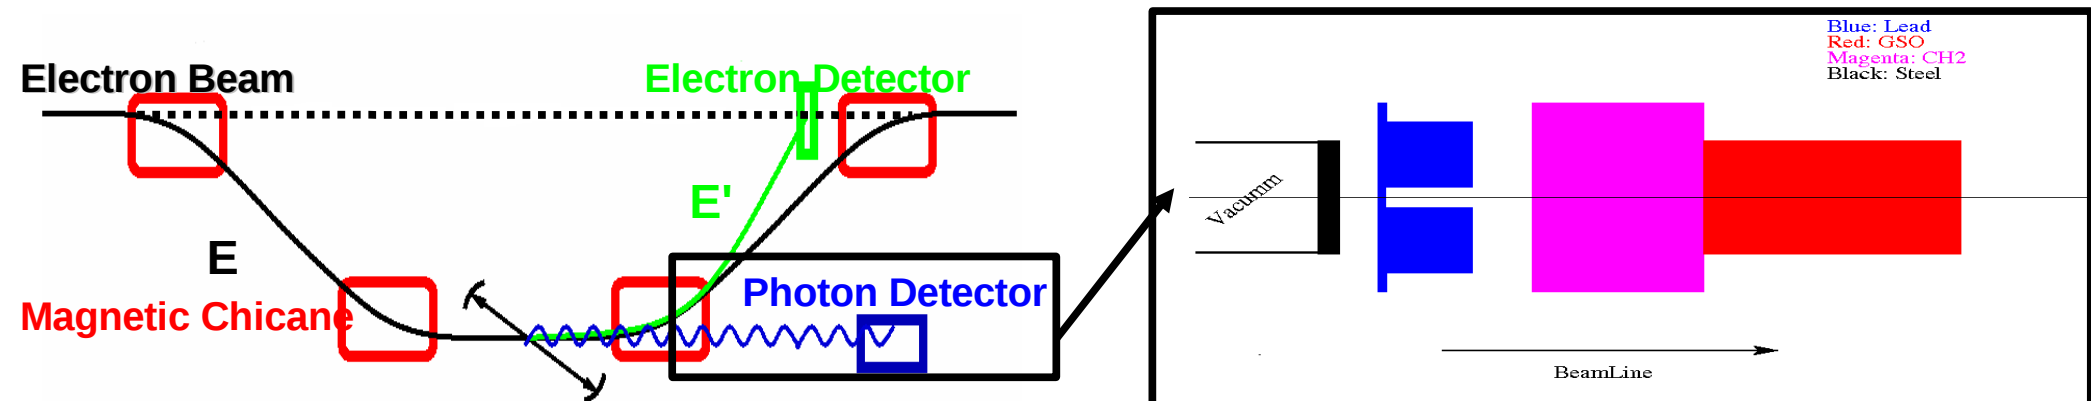 Electron Beam
Electron Detector
E'
E
Magnetic Chicane
Photon Detector
Blue: Lead
Red: GSO
Magenta: CH2
Black: Steel
Vacumm
BeamLine